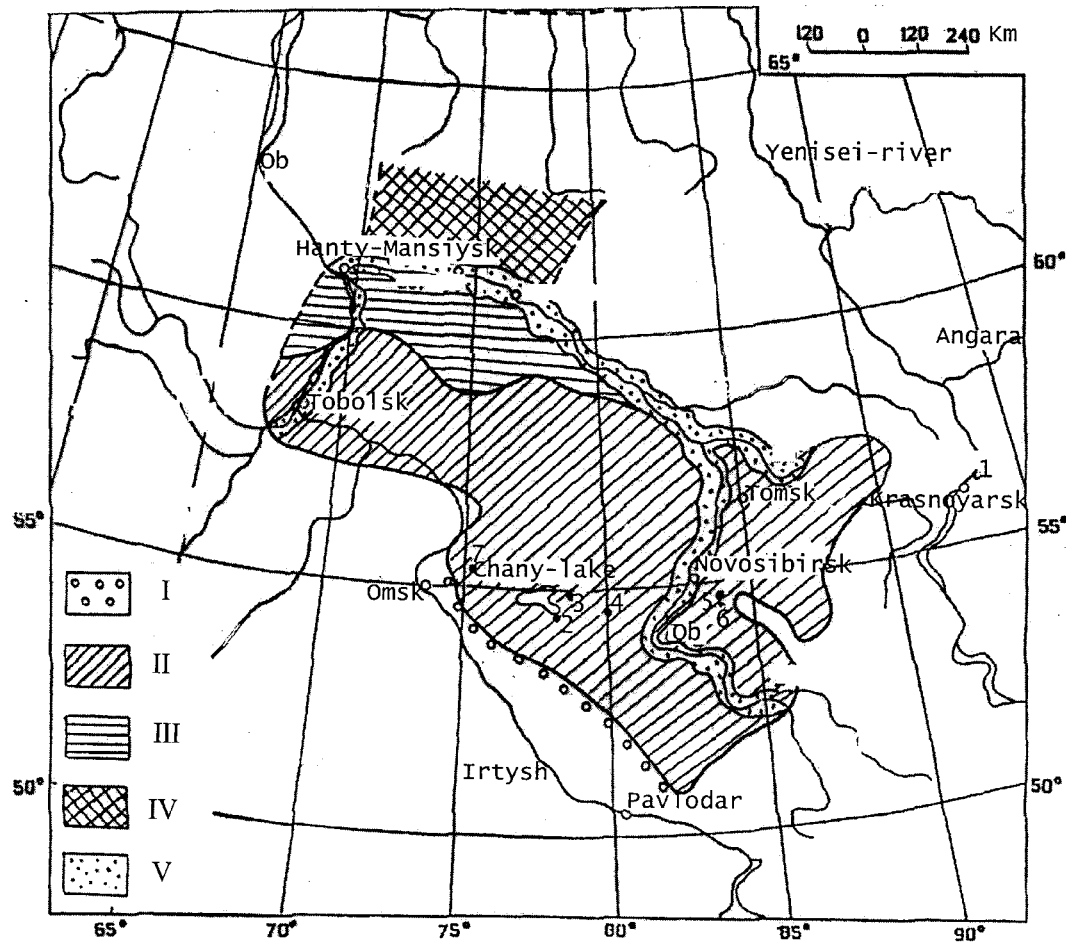 120 0 120 240 Km
65°
Ob
Yenisei-river
Hanty-Mansiysk
60°
Angara
Tobolsk
1
Tomsk
Krasnoyarsk
55°
55°
7
Chany-lake
Novosibirsk
Omsk
3
4
5
2
6
Ob
I
II
III
Irtysh
50°
50°
Pavlodar
IV
V
65°
70°
75°
80°
85°
90°